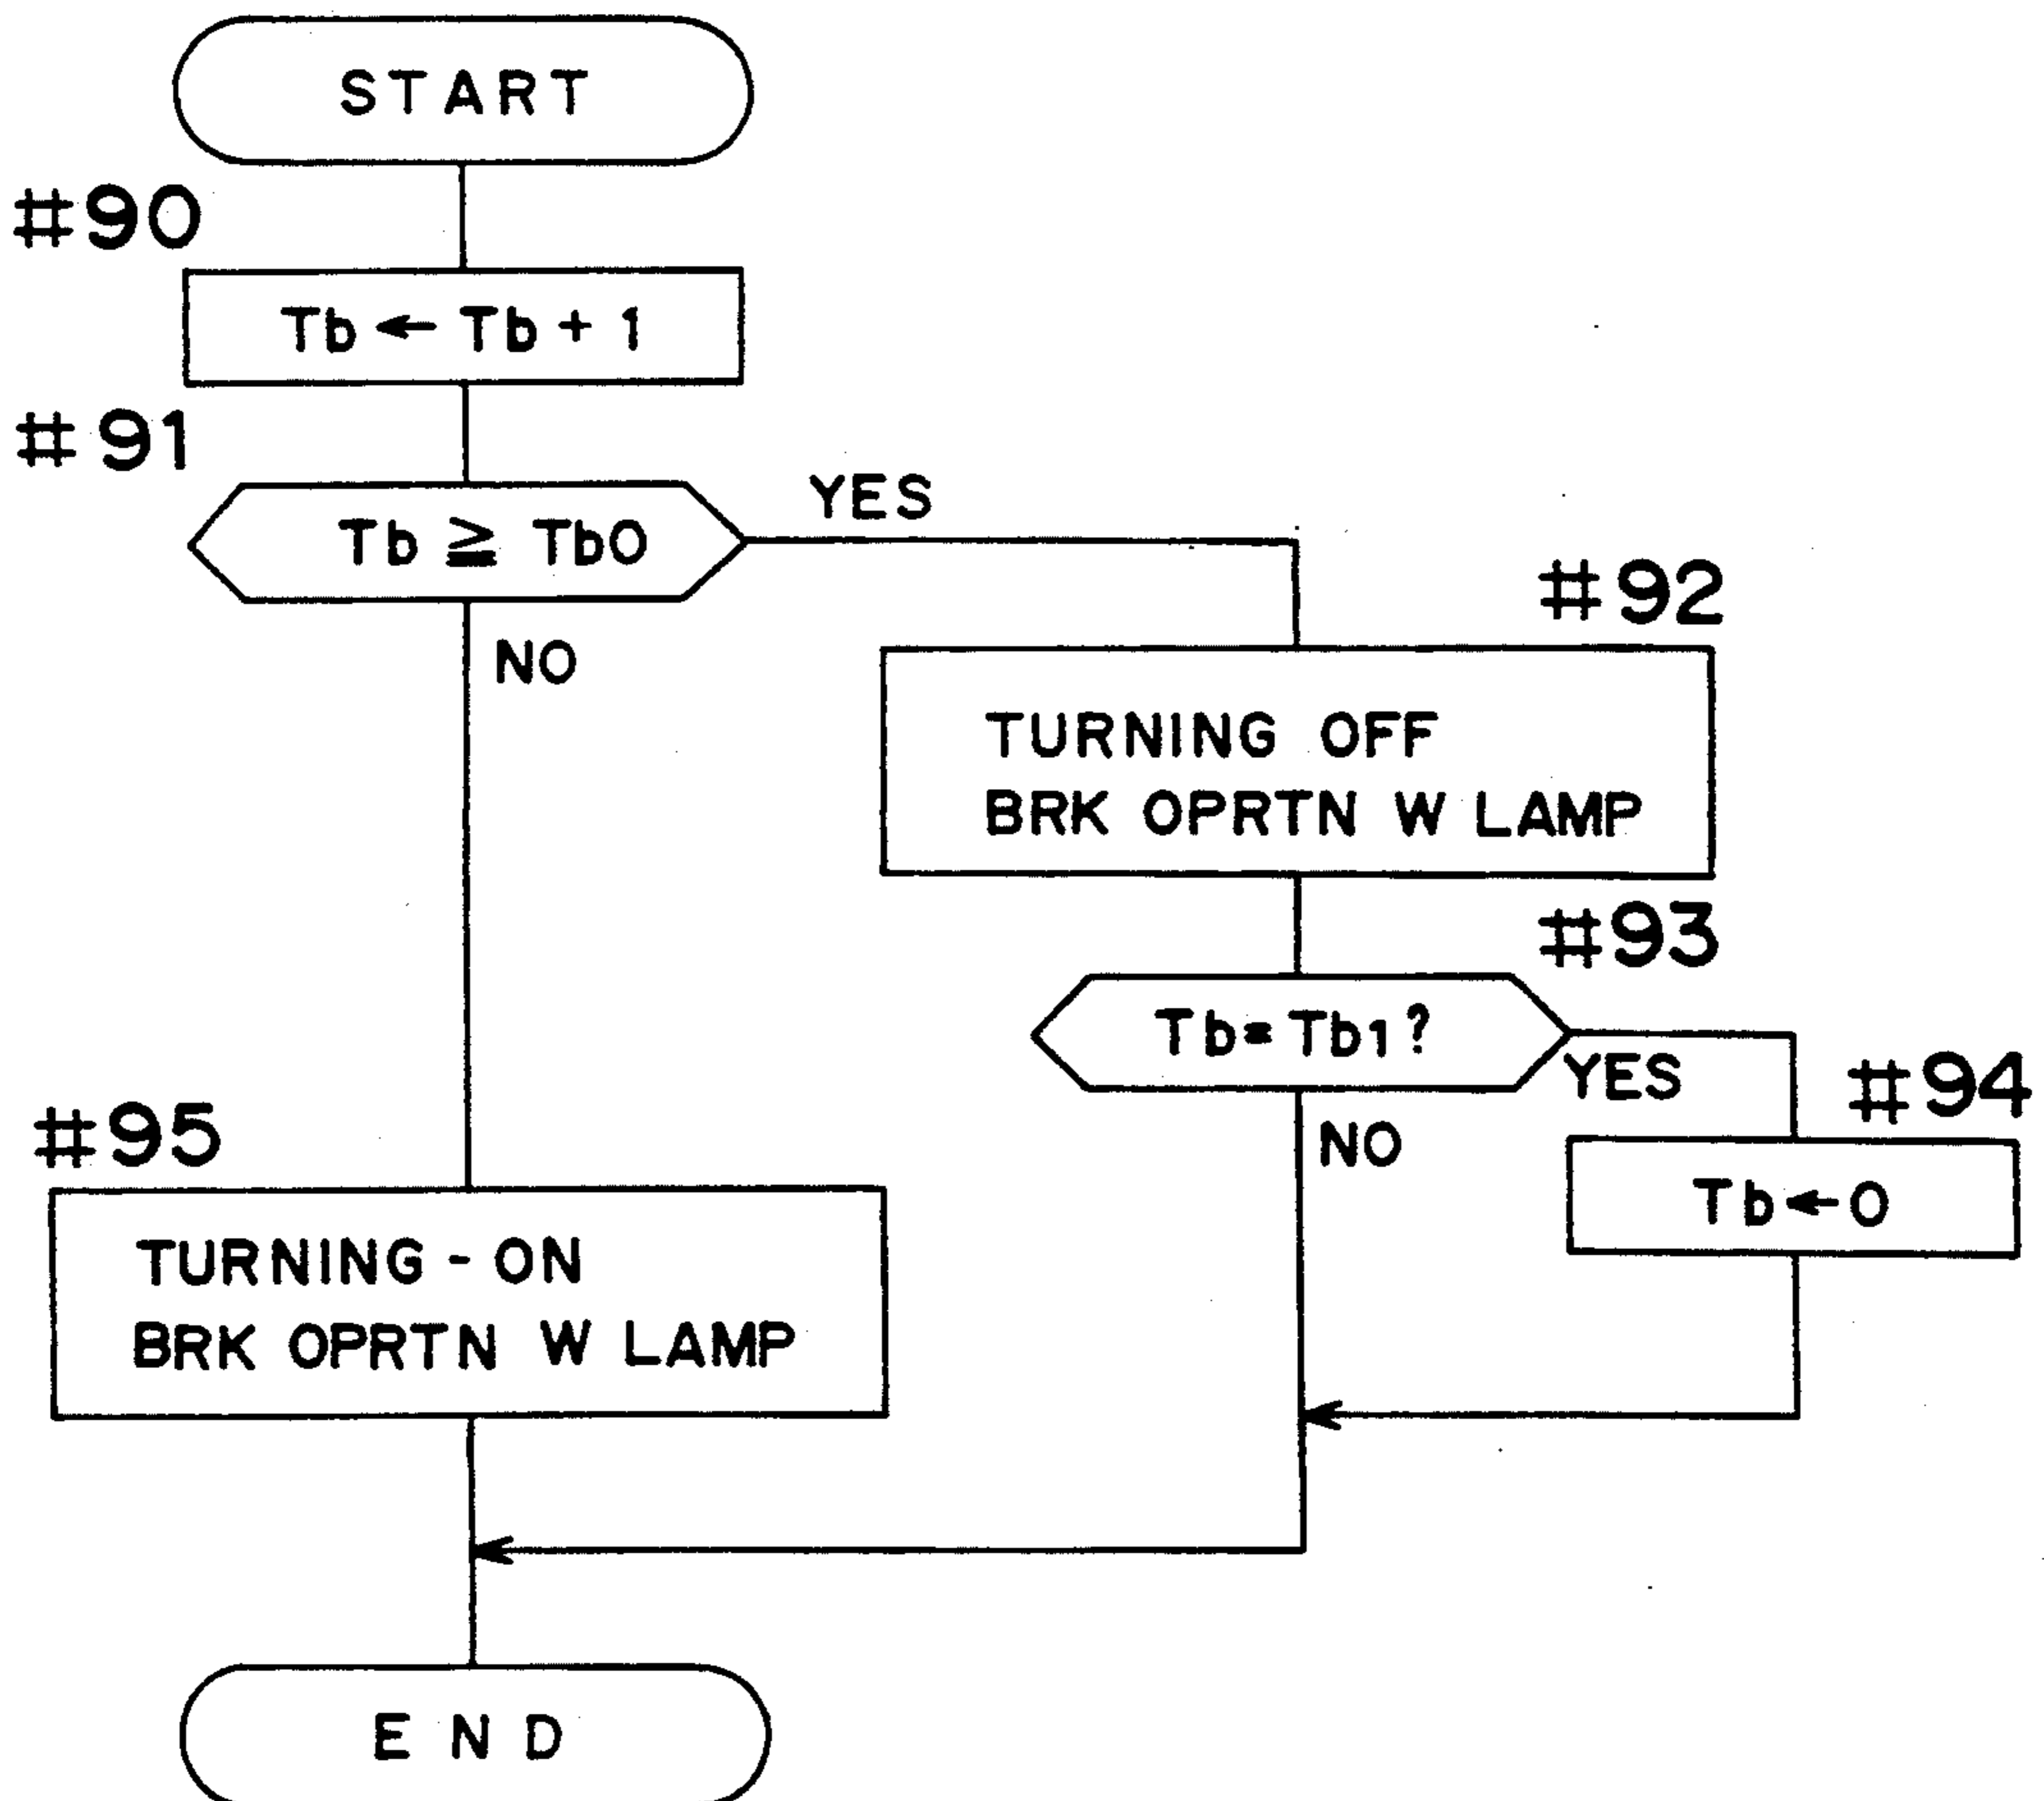 START
#90
Tb ← Tb + 1
#91
Tb ≧ Tb0
YES
NO
#92
TURNING OFF
BRK OPRTN W LAMP
#93
Tb = Tb1 ?
YES
NO
#94
Tb ← 0
#95
TURNING - ON
BRK OPRTN W LAMP
END